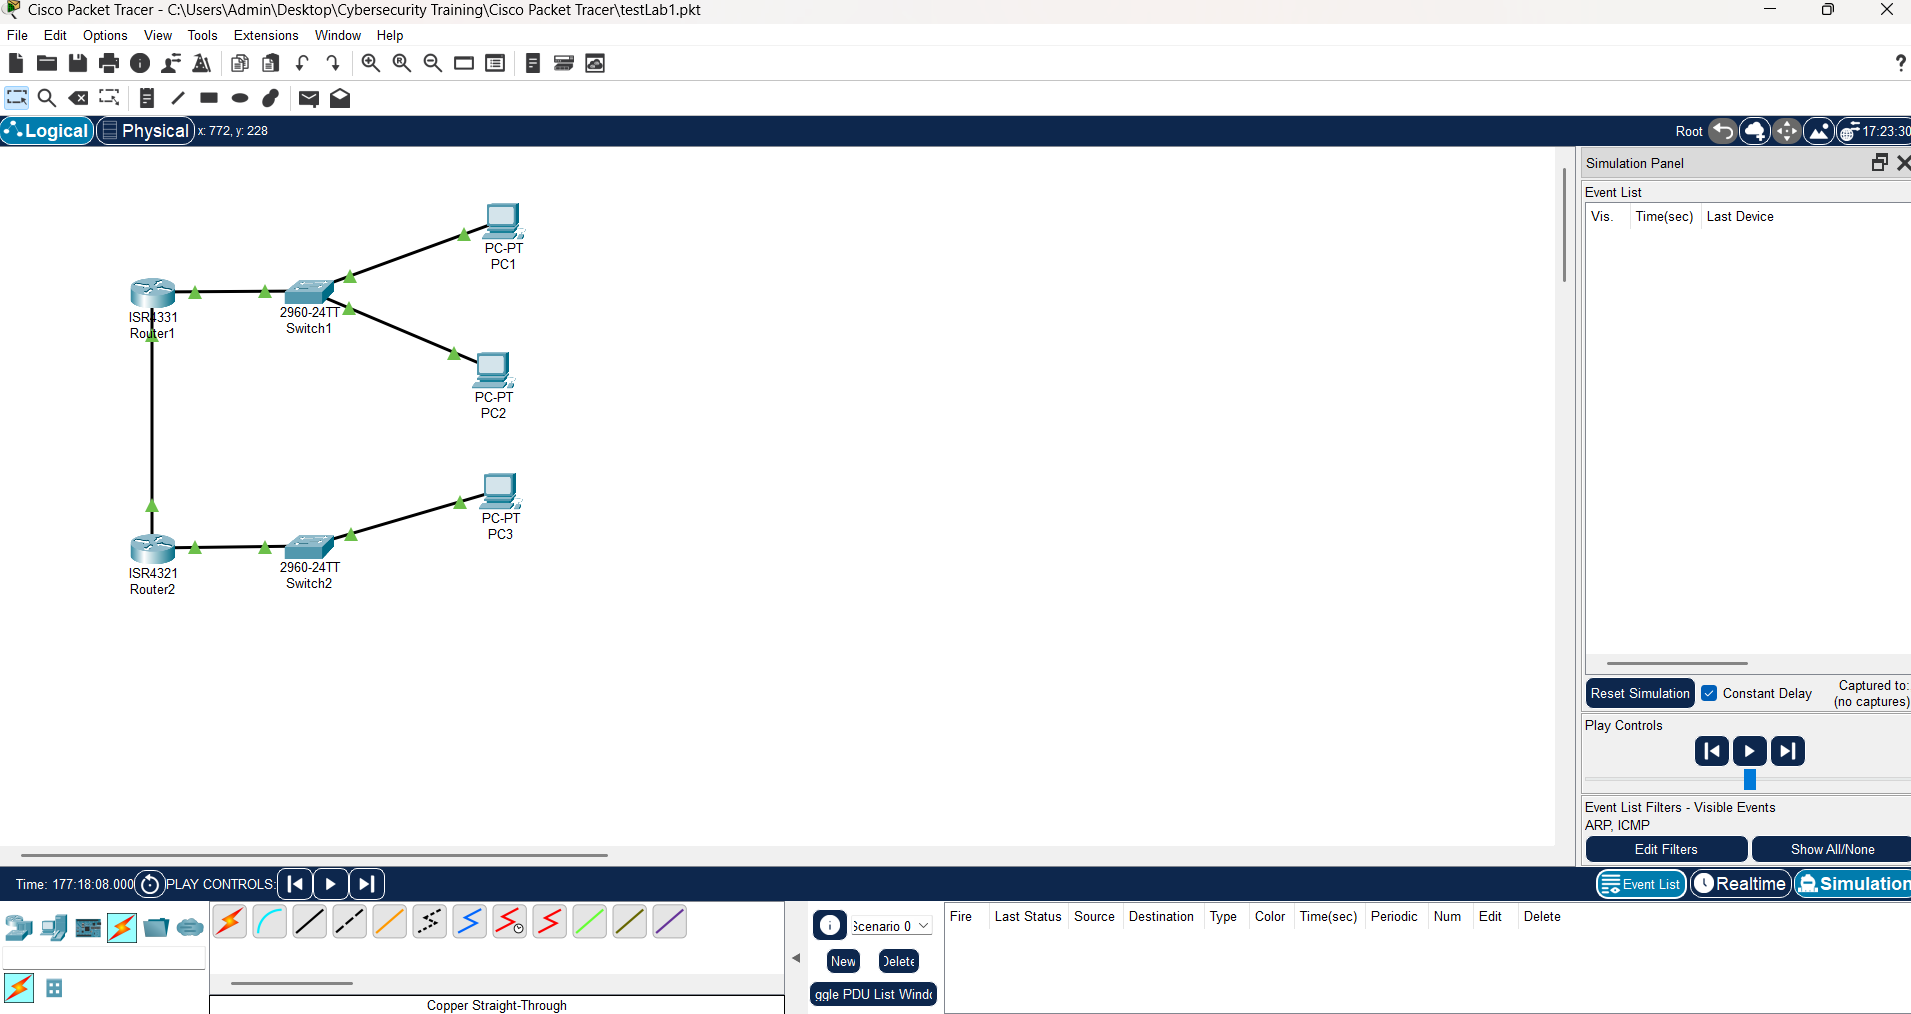 Cisco Packet Tracer - C:\Users\Admin\Desktop\Cybersecurity Training\Cisco Packet Tracer\testLab1.pkt
File Edit Options View Tools Extensions Window Help
?
Logical Physical x: 772, y: 228 Root 17:23:30
Simulation Panel
Event List
Vis. Time(sec) Last Device
PC-PT
PC1
ISR4331
Router1
2960-24TT
Switch1
PC-PT
PC2
PC-PT
PC3
ISR4321
Router2
2960-24TT
Switch2
Reset Simulation Constant Delay Captured to:
(no captures)
Play Controls
Event List Filters - Visible Events
ARP, ICMP
Edit Filters Show All/None
Time: 177:18:08.000 PLAY CONTROLS: Event List Realtime Simulation
Scenario 0
Fire Last Status Source Destination Type Color Time(sec) Periodic Num Edit Delete
New Delete
ggle PDU List Windo
Copper Straight-Through